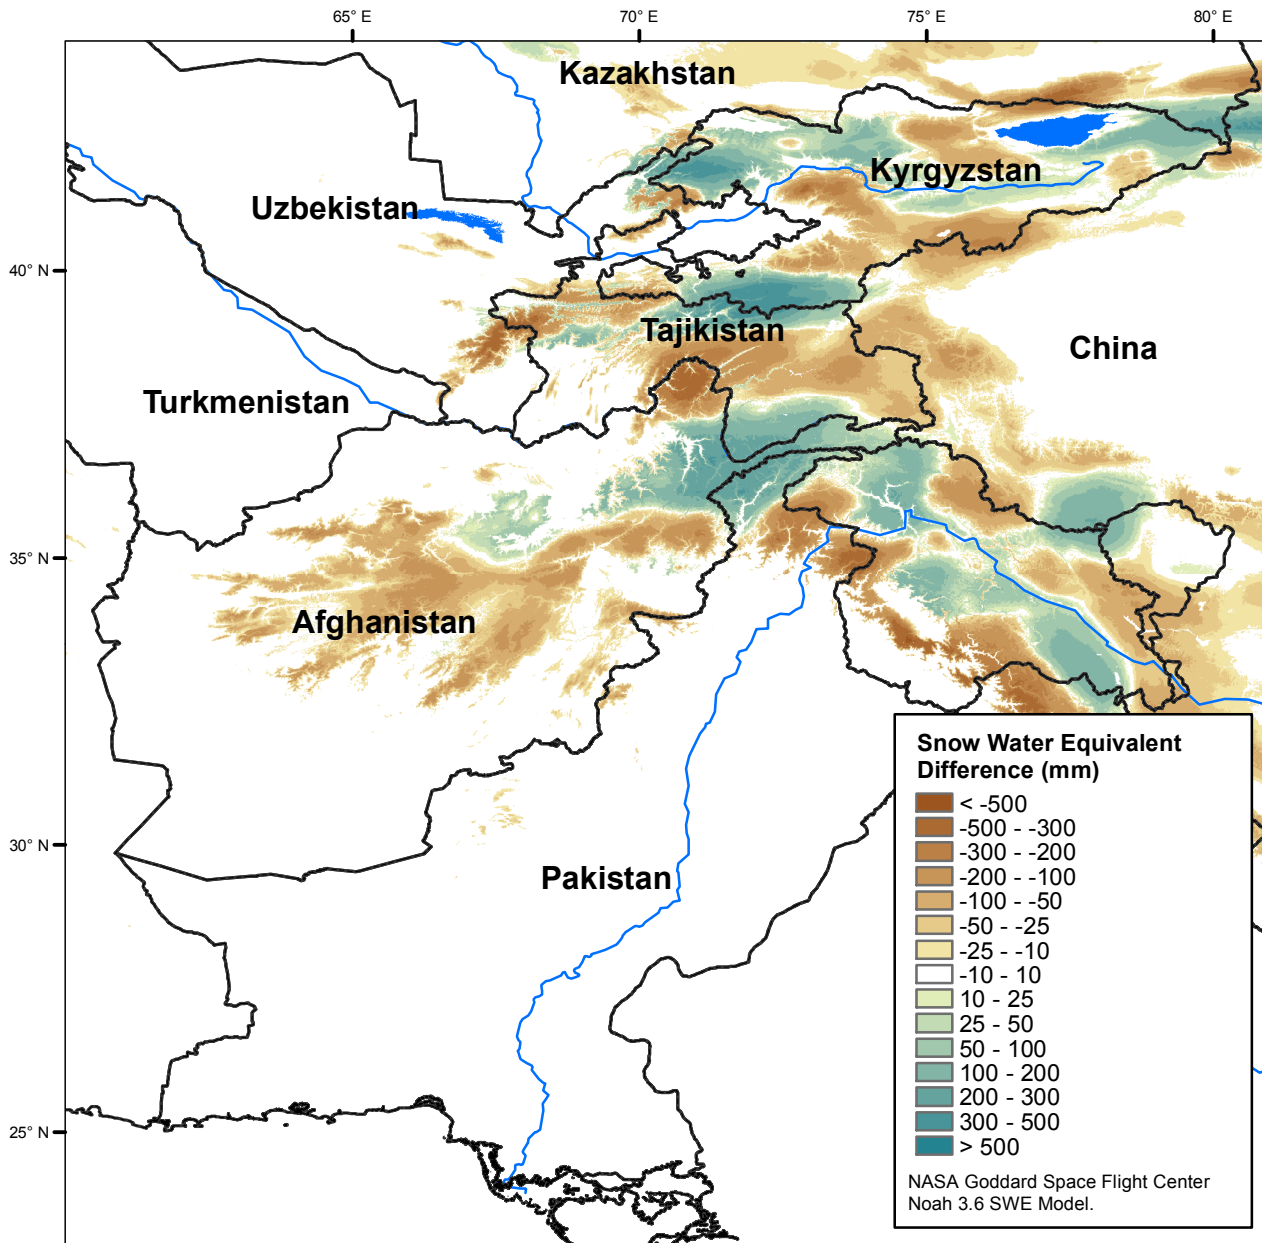 65° E
70° E
75° E
80° E
Kazakhstan
Kyrgyzstan
Uzbekistan
40° N
Tajikistan
China
Turkmenistan
35° N
Afghanistan
30° N
Pakistan
25° N
Snow Water Equivalent
Difference (mm)
< -500
-500 - -300
-300 - -200
-200 - -100
-100 - -50
-50 - -25
-25 - -10
-10 - 10
10 - 25
25 - 50
50 - 100
100 - 200
200 - 300
300 - 500
> 500
NASA Goddard Space Flight Center
Noah 3.6 SWE Model.